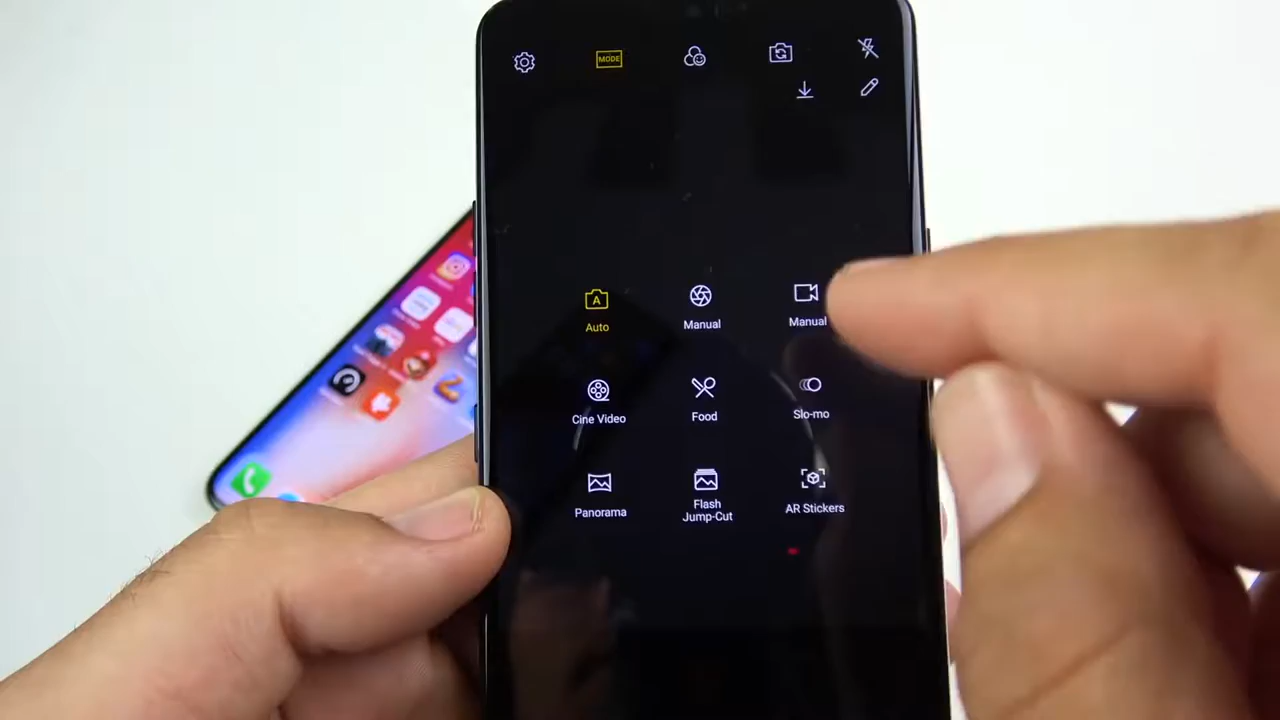 MODE
A
Auto
Manual
Manual
Cine Video
Food
Slo-mo
Panorama
Flash
Jump-Cut
AR Stickers